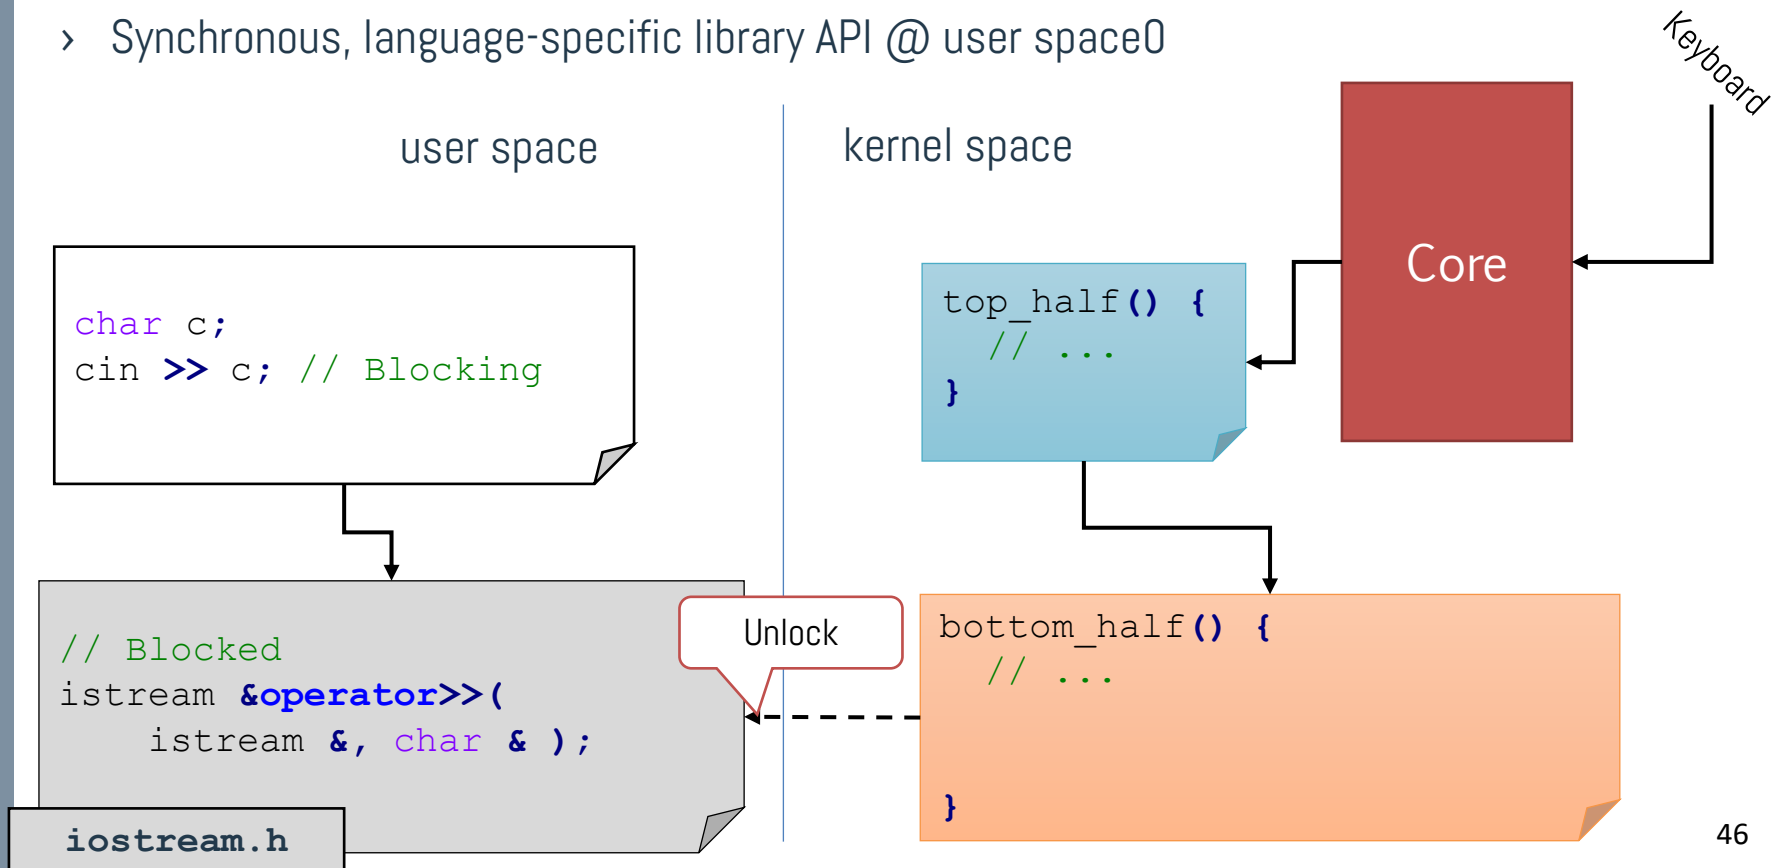 › Synchronous, language-specific library API @ user space0
Keyboard
user space
kernel space
Core
char c;
cin >> c; // Blocking
top_half() {
// ...
}
// Blocked
istream &operator>>(
istream &, char & );
Unlock
bottom_half() {
// ...
}
iostream.h
46